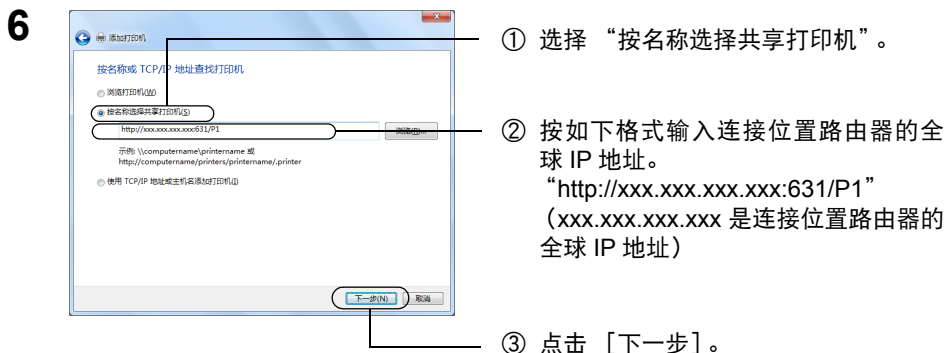 6
添加打印机
按名称或 TCP/IP 地址查找打印机
浏览打印机(W)
按名称选择共享打印机(S)
http://xxx.xxx.xxx.xxx:631/P1
浏览(R)...
示例: \\computername\printername 或
http://computername/printers/printername/.printer
使用 TCP/IP 地址或主机名添加打印机(I)
下一步(N)
取消
① 选择 “按名称选择共享打印机”。
② 按如下格式输入连接位置路由器的全
球 IP 地址。
“http://xxx.xxx.xxx.xxx:631/P1”
（xxx.xxx.xxx.xxx 是连接位置路由器的
全球 IP 地址）
③ 点击 ［下一步］。